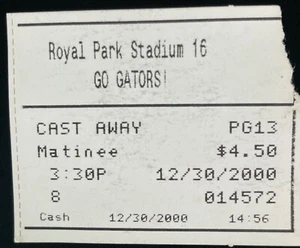 Royal Park Stadium 16
GO GATORS!
CAST AWAY PG13
Matinee $4.50
3:30P 12/30/2000
8 014572
Cash 12/30/2000 14:56